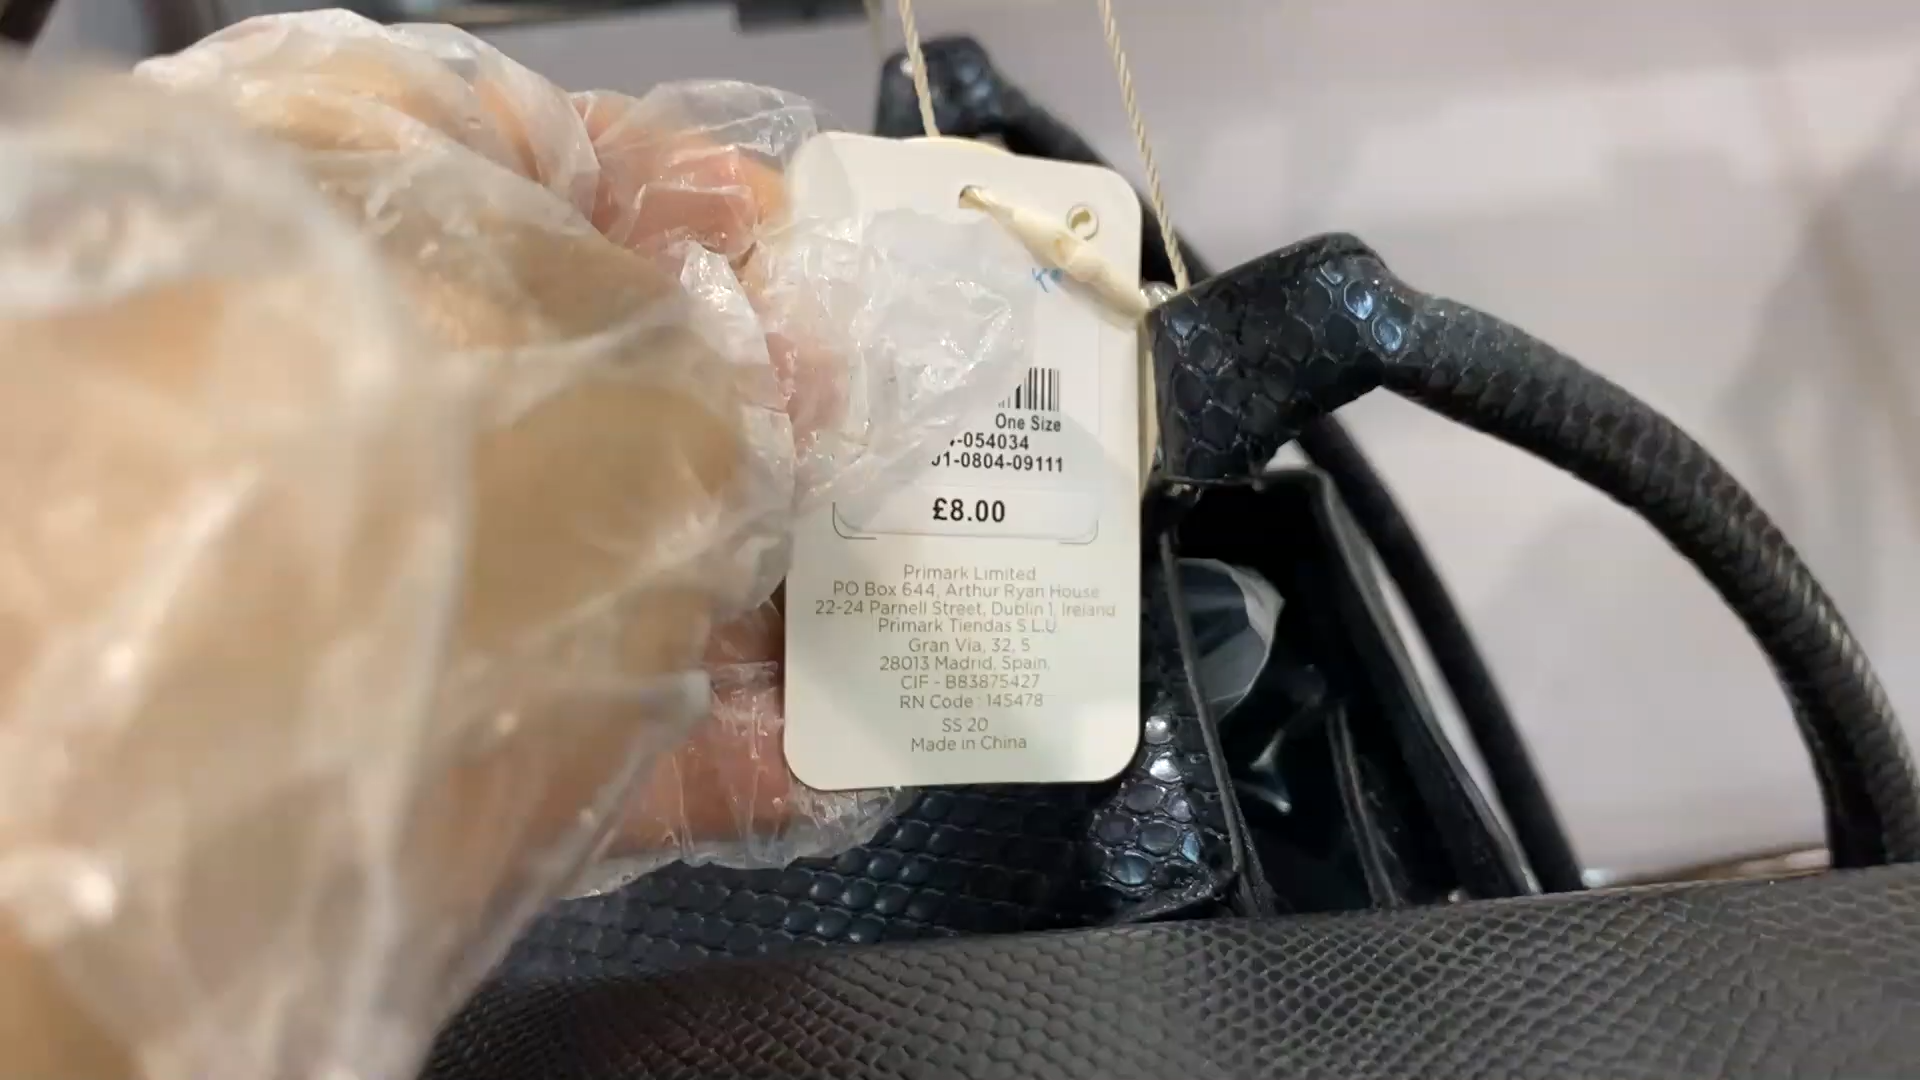 One Size
-054034
01-0804-09111
£8.00
Primark Limited
PO Box 644, Arthur Ryan House
22-24 Parnell Street, Dublin 1, Ireland
Primark Tiendas S.L.U.
Gran Via, 32, 5
28013 Madrid, Spain.
CIF - B83875427
RN Code : 145478
SS 20
Made in China